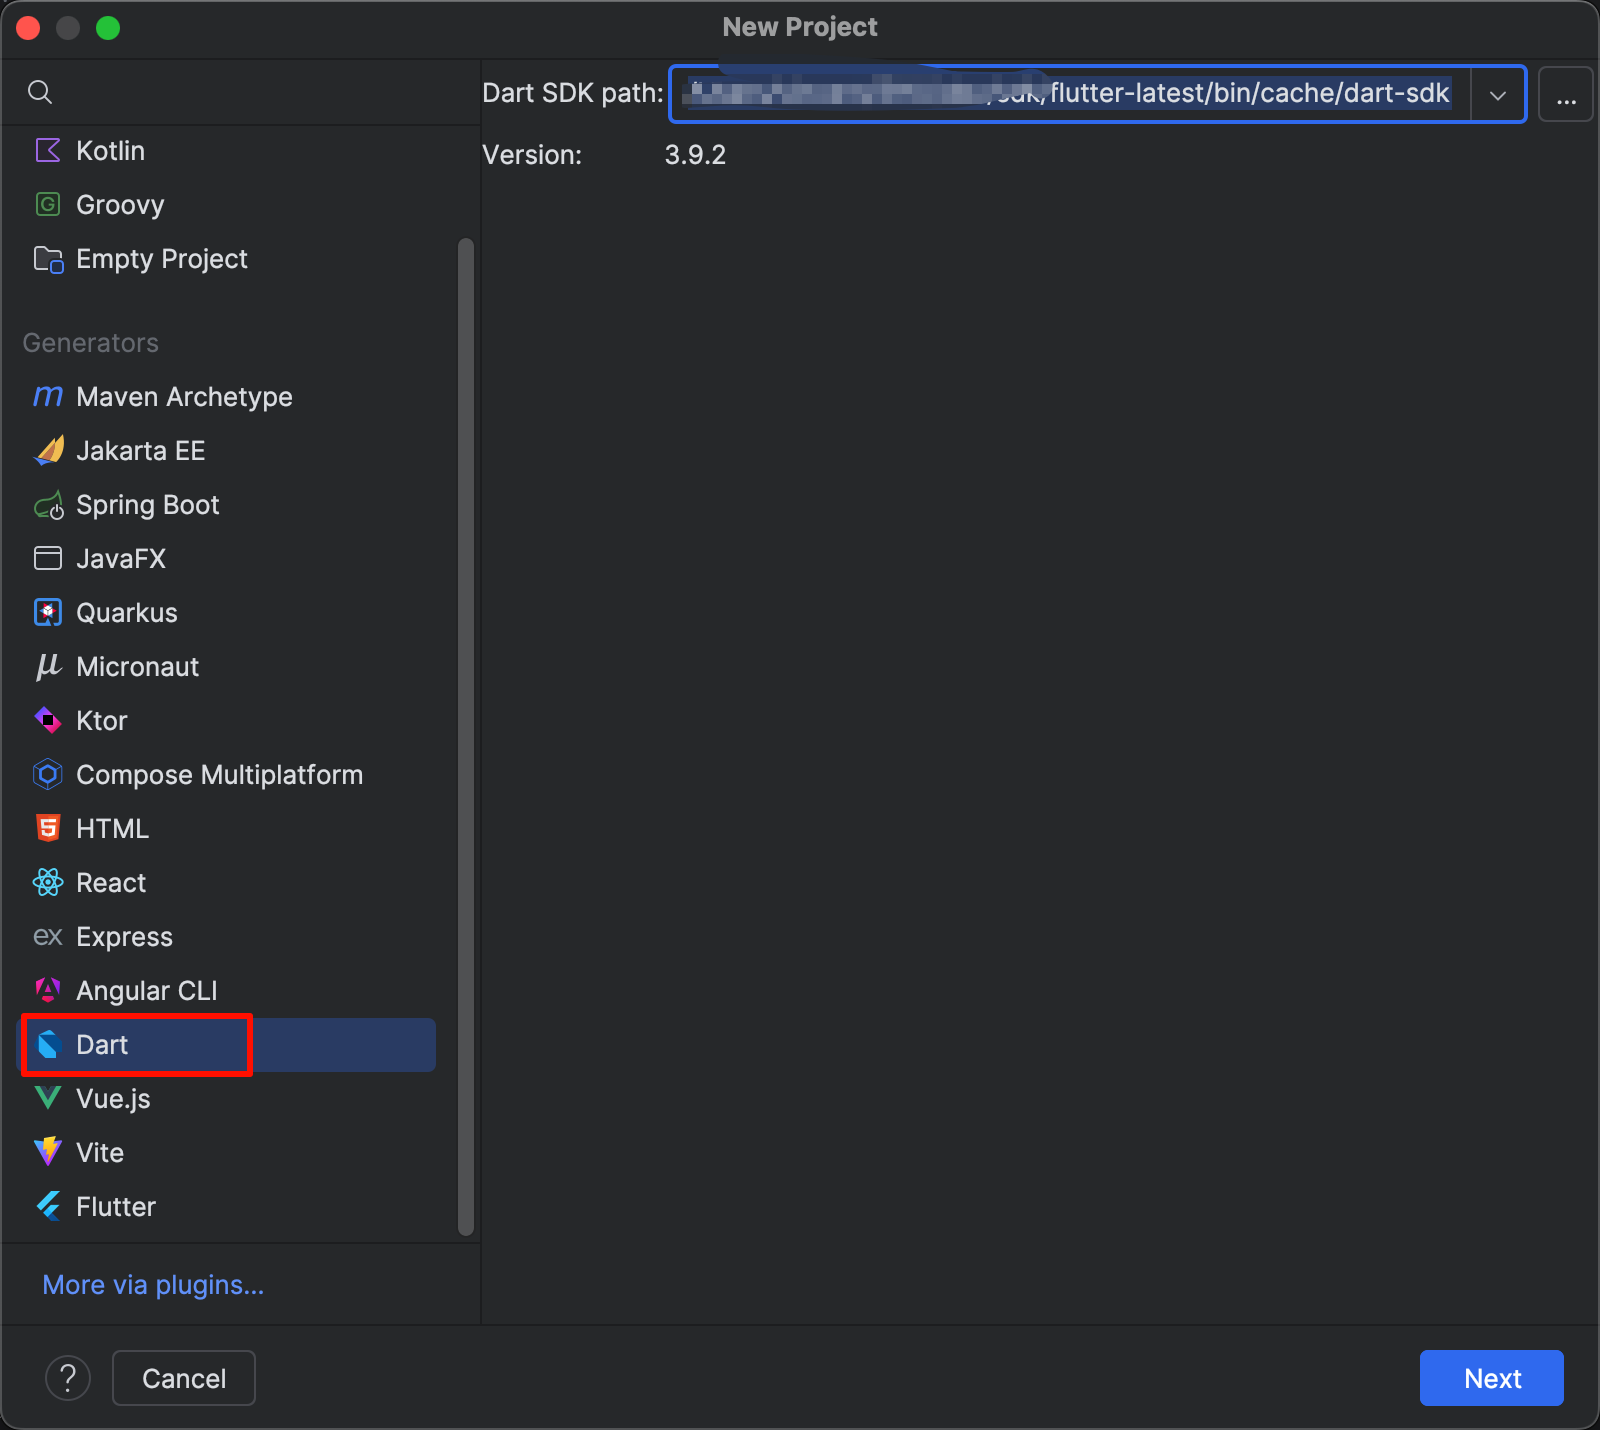 New Project
Dart SDK path: /sdk/flutter-latest/bin/cache/dart-sdk
...
Version: 3.9.2
Kotlin
G Groovy
Empty Project
Generators
m Maven Archetype
Jakarta EE
Spring Boot
JavaFX
Quarkus
μ Micronaut
Ktor
Compose Multiplatform
5 HTML
React
ex Express
A Angular CLI
Dart
Vue.js
Vite
Flutter
More via plugins...
? Cancel
Next